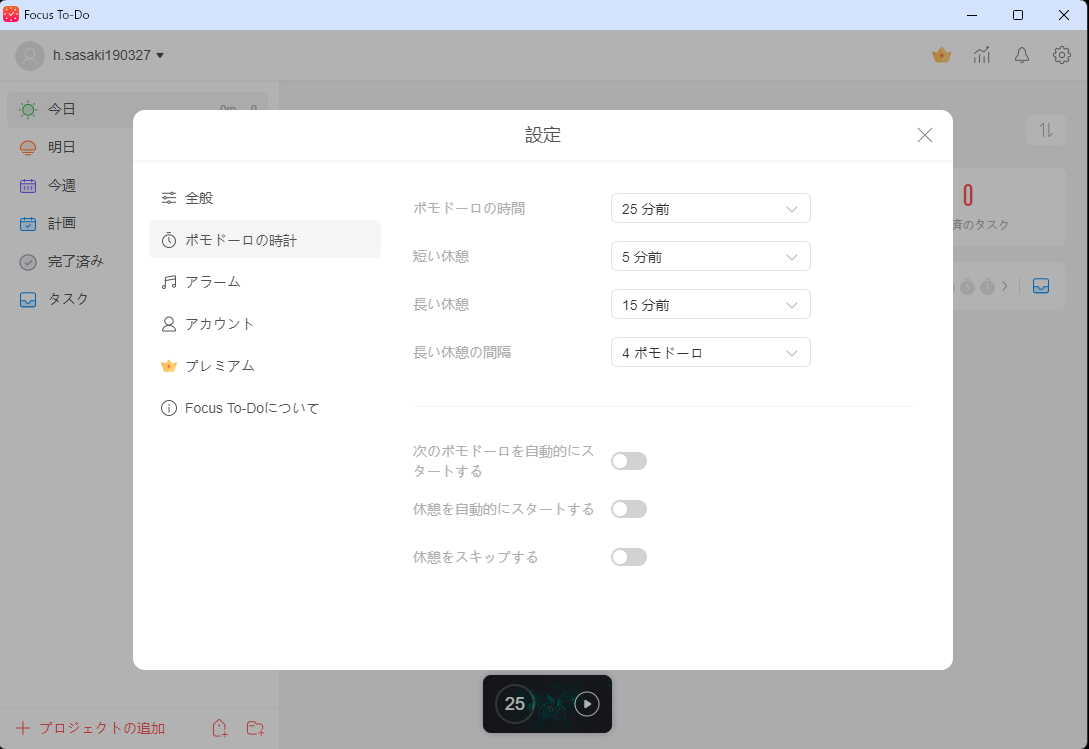 Focus To-Do
h.sasaki190327
今日
0m 0
明日
今週
計画
完了済み
タスク
設定
全般
ポモドーロの時計
アラーム
アカウント
プレミアム
Focus To-Doについて
ポモドーロの時間
25 分前
短い休憩
5 分前
長い休憩
15 分前
長い休憩の間隔
4 ポモドーロ
次のポモドーロを自動的にス
タートする
休憩を自動的にスタートする
休憩をスキップする
0
済のタスク
25
プロジェクトの追加